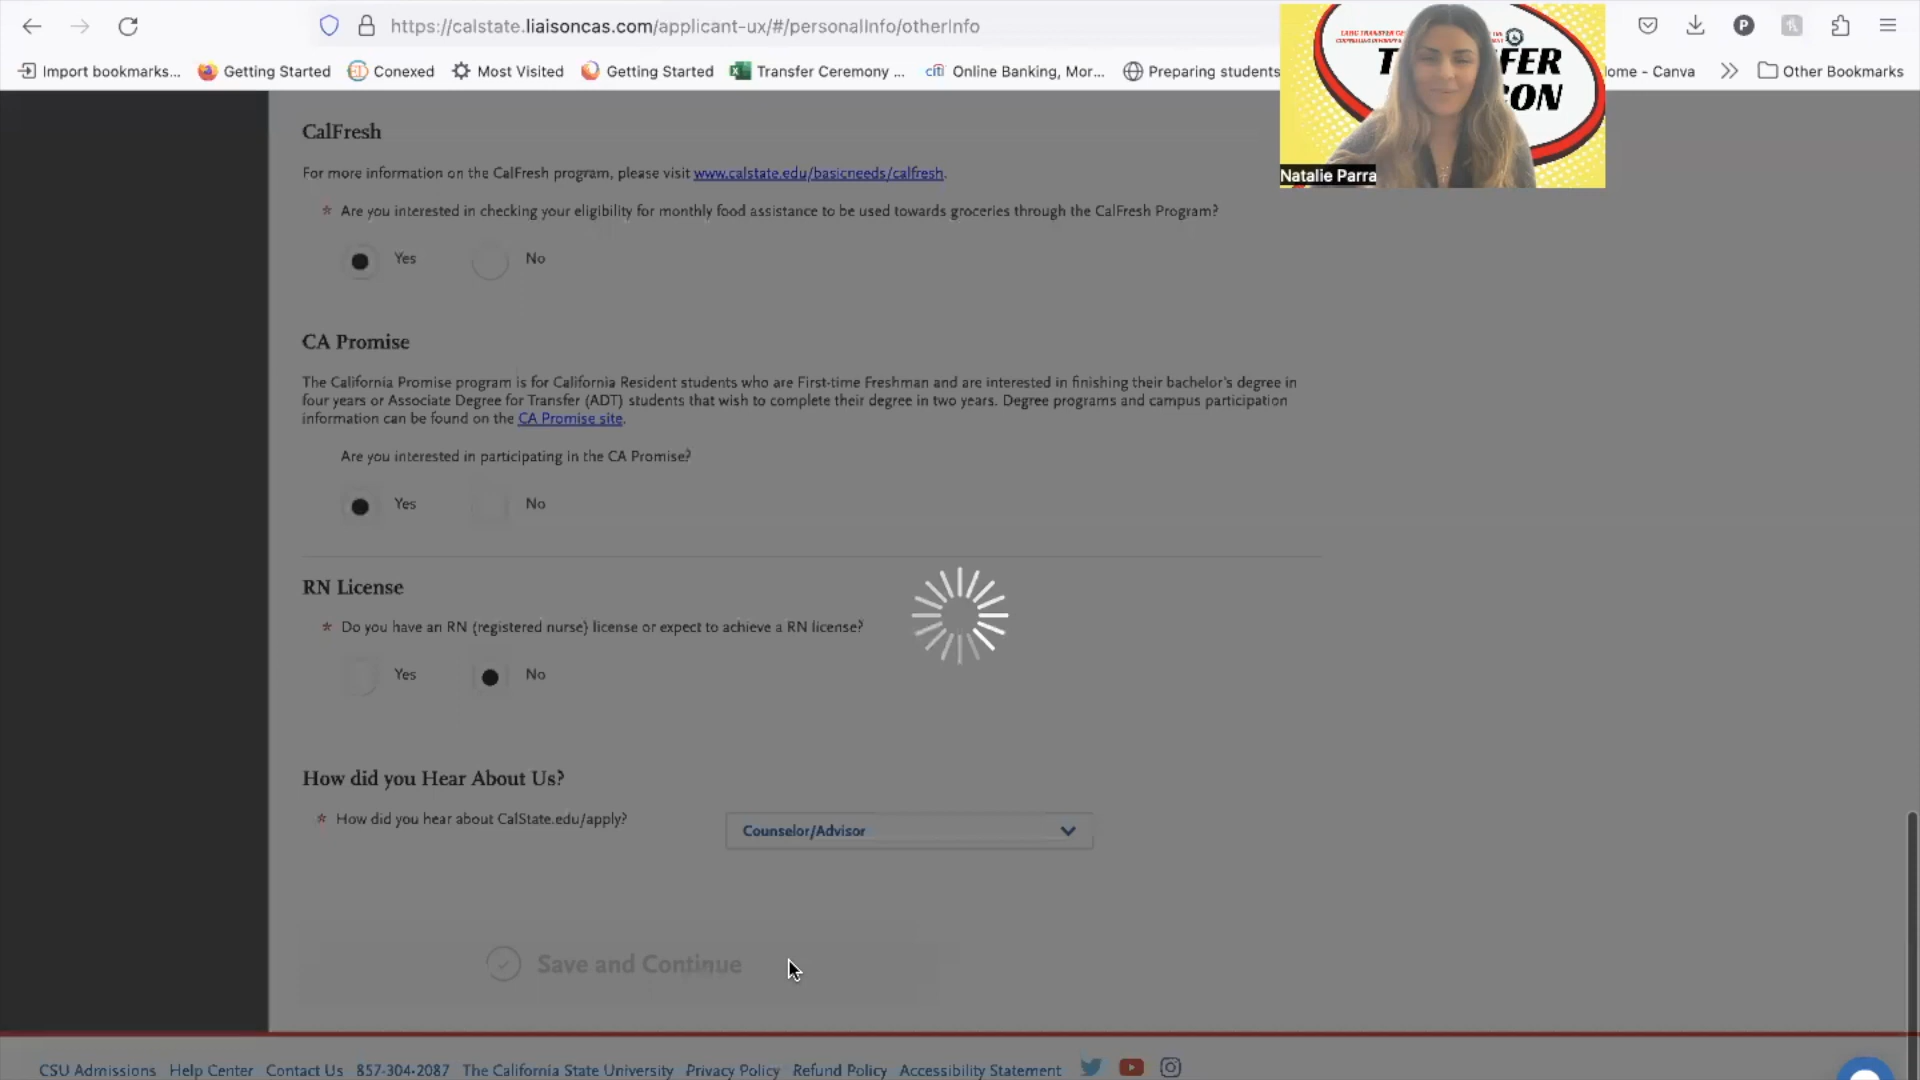 https://calstate.liaisoncas.com/applicant-ux/#/personalInfo/otherInfo
Import bookmarks... Getting Started Conexed Most Visited Getting Started Transfer Ceremony ... Online Banking, Mor... Preparing students ome - Canva Other Bookmarks
Natalie Parra
CalFresh
For more information on the CalFresh program, please visit www.calstate.edu/basicneeds/calfresh.
* Are you interested in checking your eligibility for monthly food assistance to be used towards groceries through the CalFresh Program?
Yes No
CA Promise
The California Promise program is for California Resident students who are First-time Freshman and are interested in finishing their bachelor's degree in
four years or Associate Degree for Transfer (ADT) students that wish to complete their degree in two years. Degree programs and campus participation
information can be found on the CA Promise site.
Are you interested in participating in the CA Promise?
Yes No
RN License
* Do you have an RN (registered nurse) license or expect to achieve a RN license?
Yes No
How did you Hear About Us?
* How did you hear about CalState.edu/apply?
Counselor/Advisor
Save and Continue
CSU Admissions Help Center Contact Us 857-304-2087 The California State University Privacy Policy Refund Policy Accessibility Statement